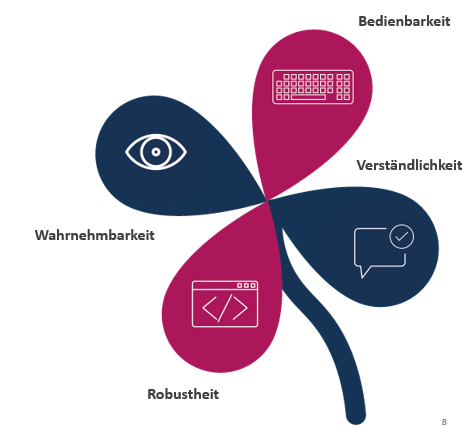 Bedienbarkeit
Verständlichkeit
Wahrnehmbarkeit
Robustheit
8